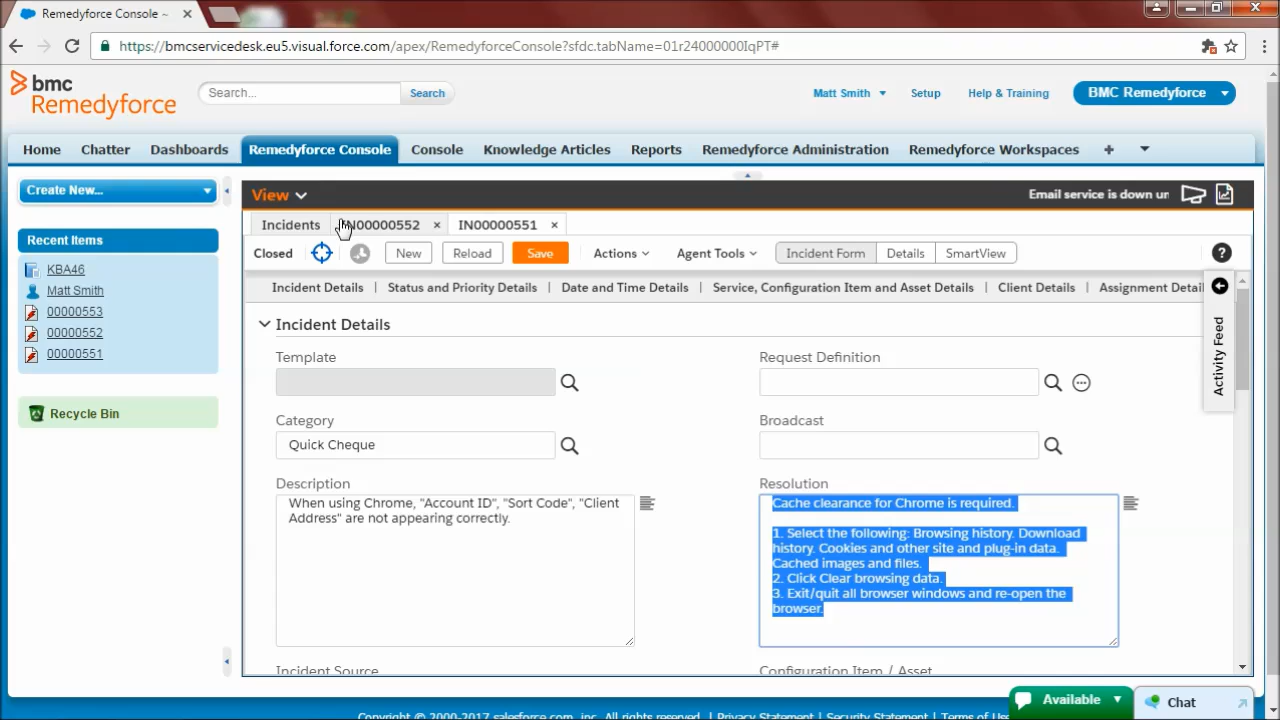 Remedyforce Console ~
https://bmcservicedesk.eu5.visual.force.com/apex/RemedyforceConsole?sfdc.tabName=01r24000000IqPT#
bmc
Remedyforce
Search...
Search
Matt Smith
Setup
Help & Training
BMC Remedyforce
Home
Chatter
Dashboards
Remedyforce Console
Console
Knowledge Articles
Reports
Remedyforce Administration
Remedyforce Workspaces
+
Create New...
Recent Items
KBA46
Matt Smith
00000553
00000552
00000551
Recycle Bin
View
Email service is down un
Incidents
IN00000552
IN00000551
Closed
New
Reload
Save
Actions
Agent Tools
Incident Form
Details
SmartView
Incident Details
Status and Priority Details
Date and Time Details
Service, Configuration Item and Asset Details
Client Details
Assignment Detail
Activity Feed
Incident Details
Template
Request Definition
Category
Quick Cheque
Broadcast
Description
When using Chrome, "Account ID", "Sort Code", "Client
Address" are not appearing correctly.
Resolution
Cache clearance for Chrome is required.
1. Select the following: Browsing history. Download
history. Cookies and other site and plug-in data.
Cached images and files.
2. Click Clear browsing data.
3. Exit/quit all browser windows and re-open the
browser.
Incident Source
Configuration Item / Asset
Copyright © 2000-2017 salesforce.com, inc. All rights reserved. | Privacy Statement | Security Statement | Terms of Use
Available
Chat